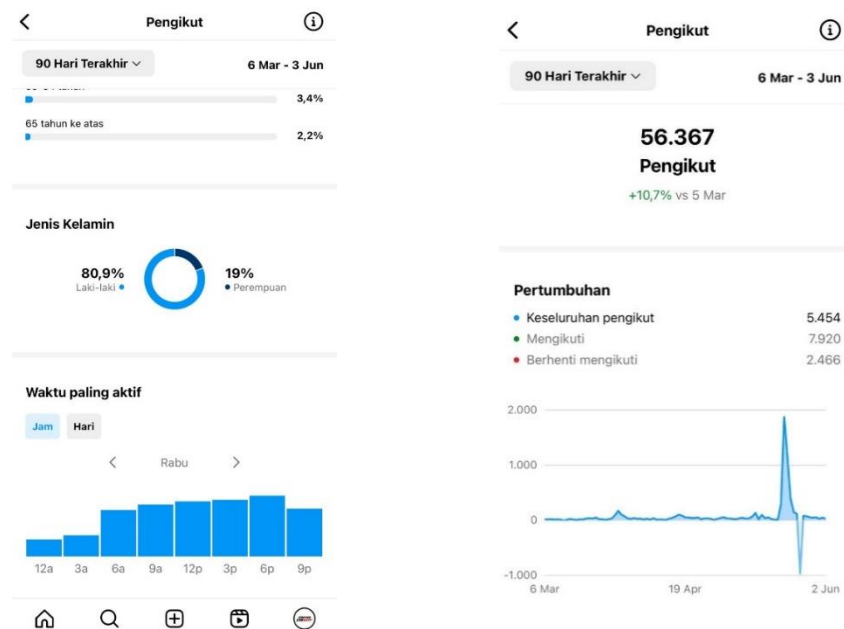 Pengikut
90 Hari Terakhir
6 Mar - 3 Jun
3,4%
65 tahun ke atas
2,2%
Jenis Kelamin
80,9%
Laki-laki
19%
Perempuan
Waktu paling aktif
Jam Hari
Rabu
12a 3a 6a 9a 12p 3p 6p 9p
Pengikut
90 Hari Terakhir
6 Mar - 3 Jun
56.367
Pengikut
+10,7% vs 5 Mar
Pertumbuhan
Keseluruhan pengikut 5.454
Mengikuti 7.920
Berhenti mengikuti 2.466
2.000
1.000
0
-1.000
6 Mar 19 Apr 2 Jun